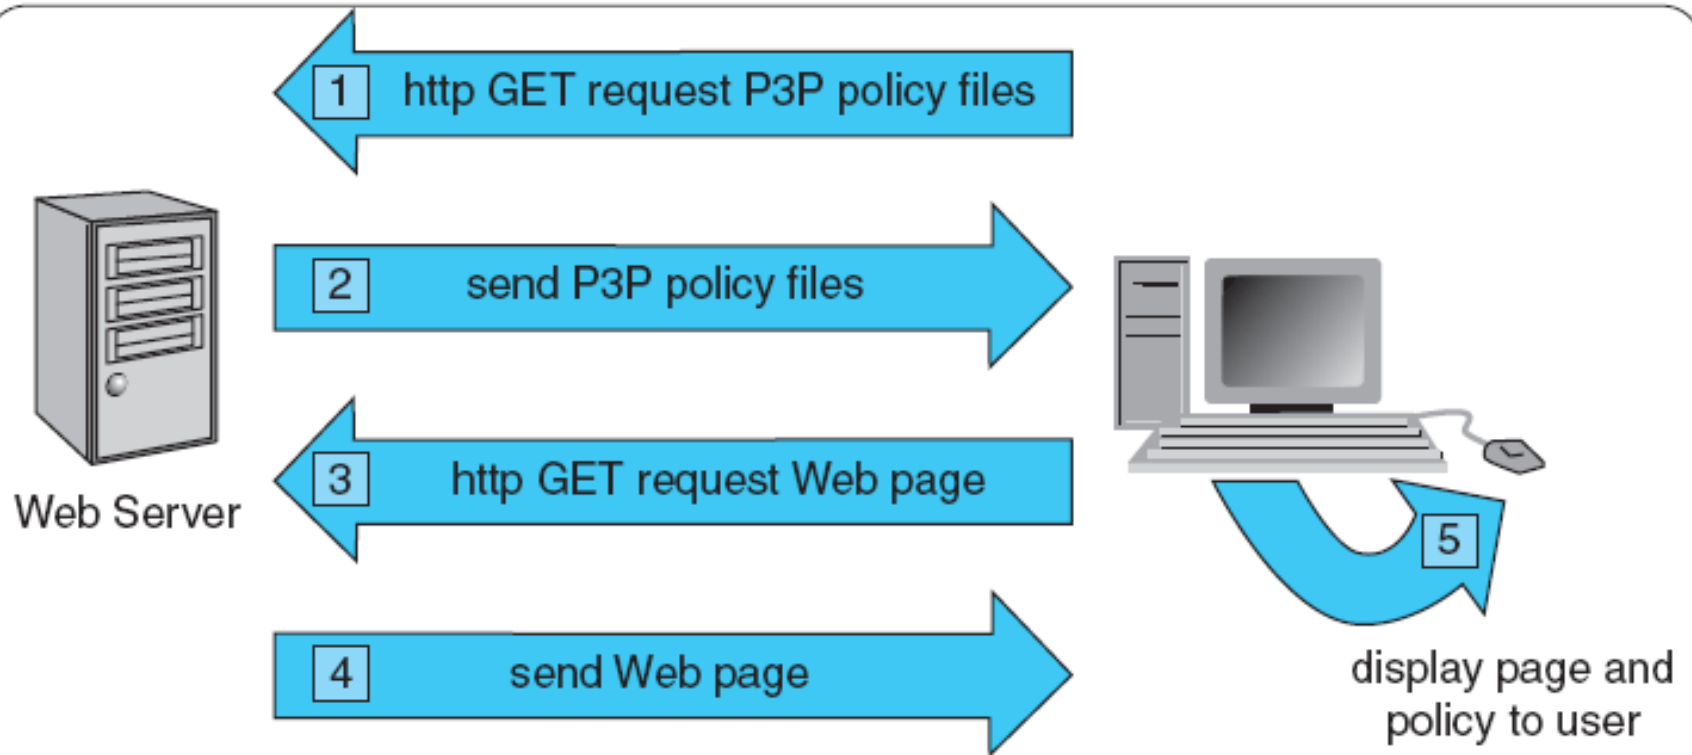 1 http GET request P3P policy files
2 send P3P policy files
3 http GET request Web page
Web Server
5
4 send Web page
display page and
policy to user